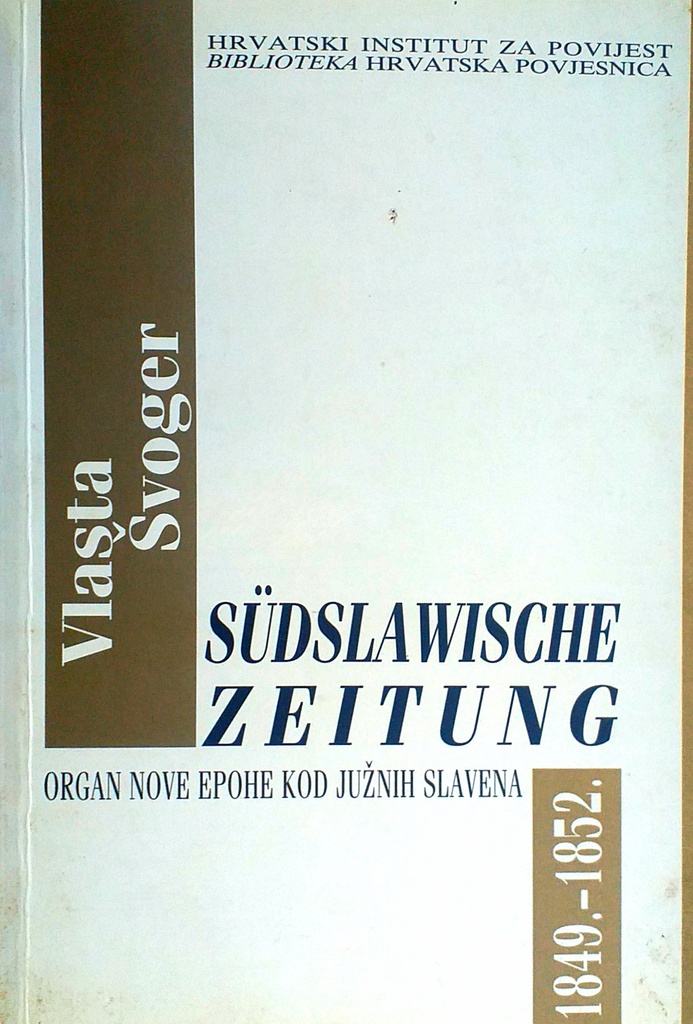 HRVATSKI INSTITUT ZA POVIJEST
BIBLIOTEKA HRVATSKA POVJESNICA
Vlasta
Švoger
SÜDSLAWISCHE
ZEITUNG
ORGAN NOVE EPOHE KOD JUŽNIH SLAVENA
1849.-1852.